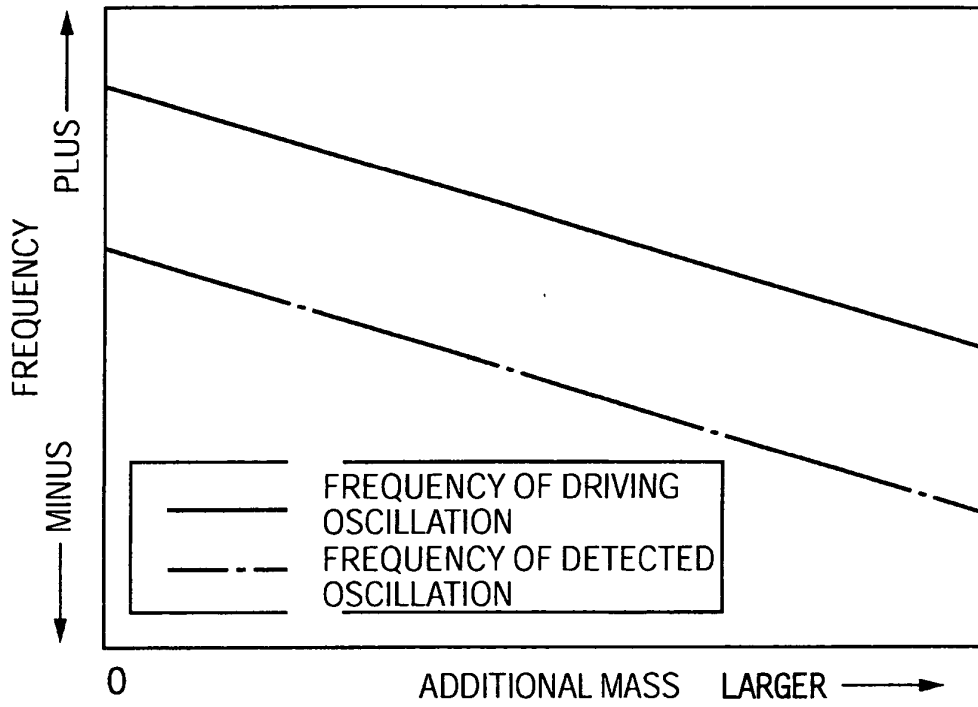 PLUS
FREQUENCY
MINUS
FREQUENCY OF DRIVING
OSCILLATION
FREQUENCY OF DETECTED
OSCILLATION
0
ADDITIONAL MASS LARGER